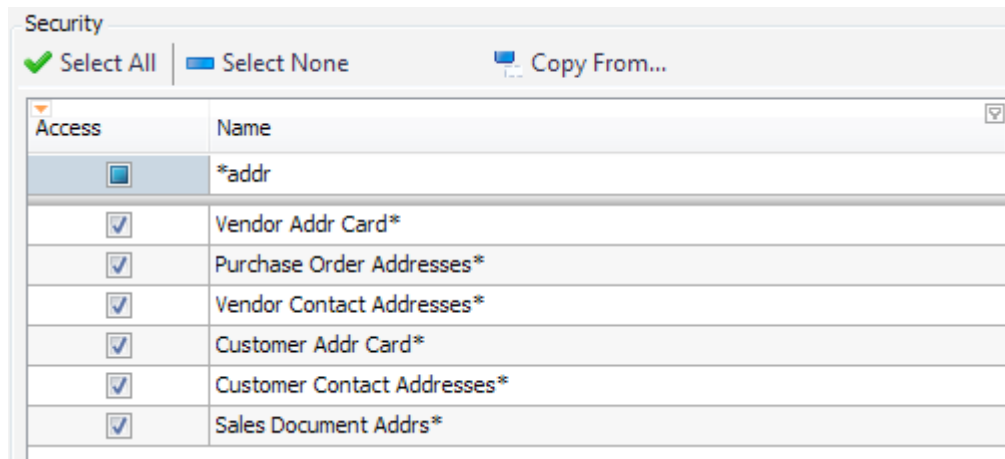 Security
Select All Select None Copy From...
Access Name
*addr
Vendor Addr Card*
Purchase Order Addresses*
Vendor Contact Addresses*
Customer Addr Card*
Customer Contact Addresses*
Sales Document Addrs*